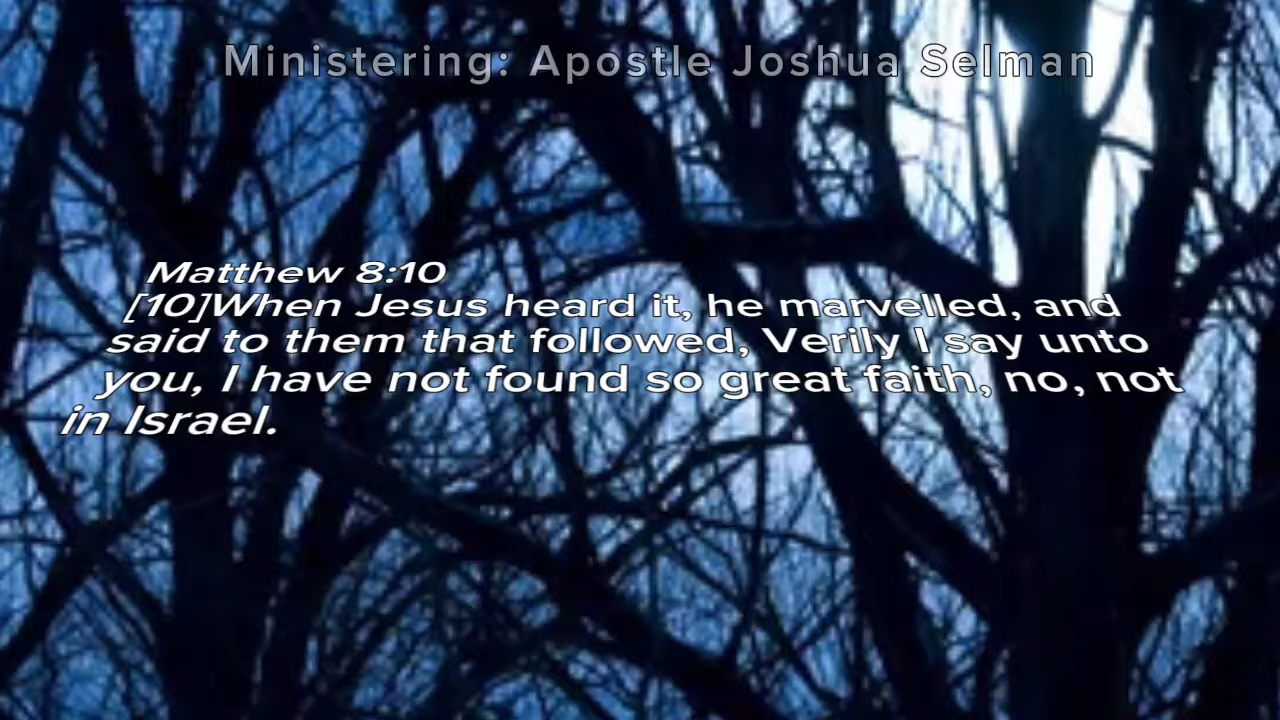 Ministering: Apostle Joshua Selman
Matthew 8:10
[10]When Jesus heard it, he marvelled, and
said to them that followed, Verily I say unto
you, I have not found so great faith, no, not
in Israel.